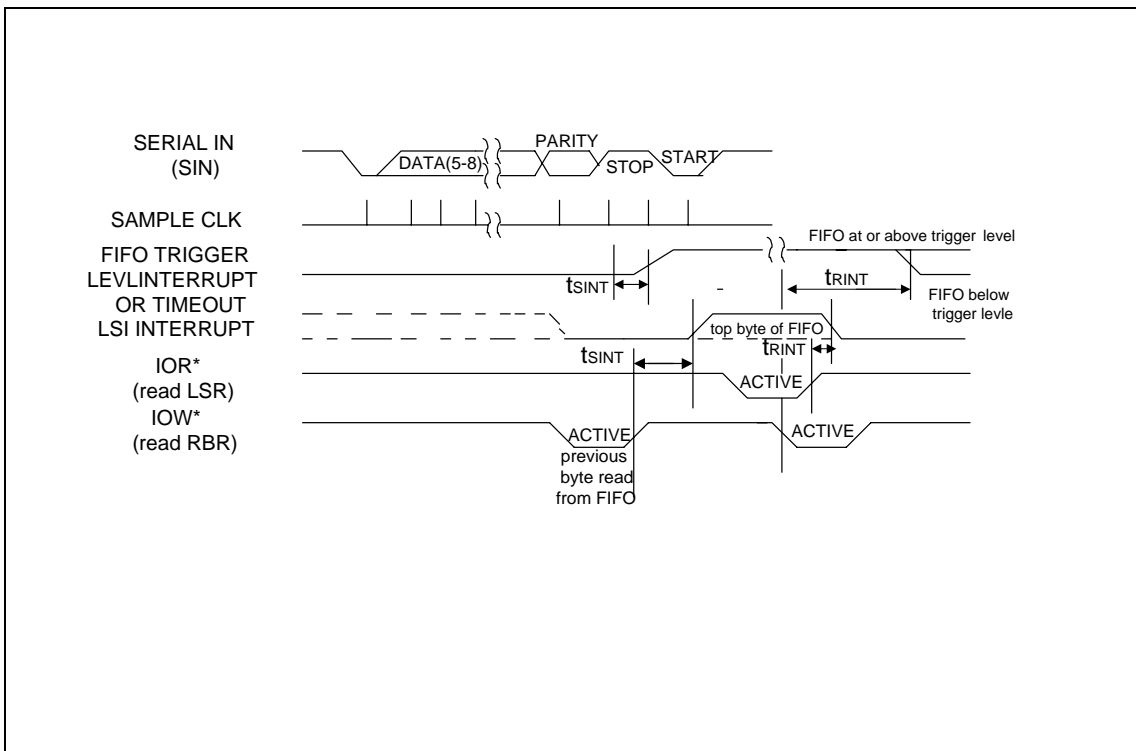 SERIAL IN
(SIN)
DATA(5-8)
PARITY
STOP
START
SAMPLE CLK
FIFO TRIGGER
LEVLINTERRUPT
OR TIMEOUT
FIFO at or above trigger level
tSINT
tRINT
FIFO below
trigger levle
LSI INTERRUPT
top byte of FIFO
tSINT
tRINT
IOR*
(read LSR)
ACTIVE
IOW*
(read RBR)
ACTIVE
previous
byte read
from FIFO
ACTIVE